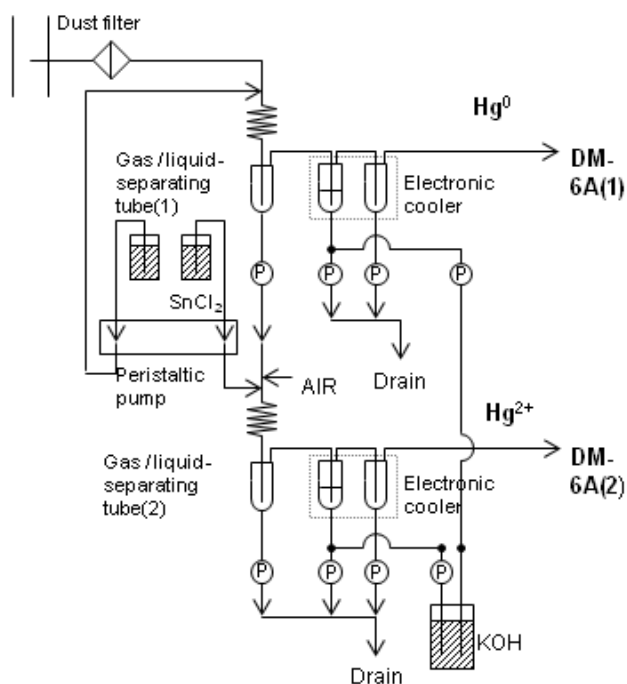 Dust filter
Hg⁰
Gas/liquid-
separating
tube(1)
DM-
6A(1)
Electronic
cooler
P
P
P
P
SnCl₂
Peristaltic
pump
AIR
Drain
Hg²⁺
Gas/liquid-
separating
tube(2)
DM-
6A(2)
Electronic
cooler
P
P
P
P
KOH
Drain